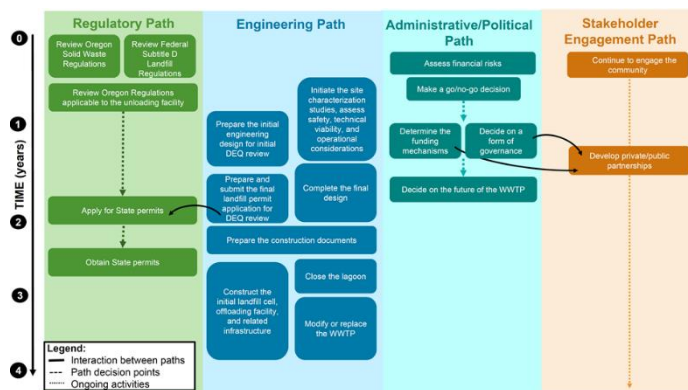 Regulatory Path
Engineering Path
Administrative/Political
Path
Stakeholder
Engagement Path
TIME (years)
0
1
2
3
4
Review Oregon
Solid Waste
Regulations
Review Federal
Subtitle D
Landfill
Regulations
Review Oregon Regulations
applicable to the unloading facility
Apply for State permits
Obtain State permits
Initiate the site
characterization
studies, assess
safety, technical
viability, and
operational
considerations
Prepare the initial
engineering
design for initial
DEQ review
Prepare and
submit the final
landfill permit
application for
DEQ review
Complete the final
design
Prepare the construction documents
Construct the
initial landfill cell,
offloading facility,
and related
infrastructure
Close the lagoon
Modify or replace
the WWTP
Assess financial risks
Make a go/no-go decision
Determine the
funding
mechanisms
Decide on a
form of
governance
Decide on the future of the WWTP
Continue to engage the
community
Develop private/public
partnerships
Legend:
Interaction between paths
Path decision points
Ongoing activities